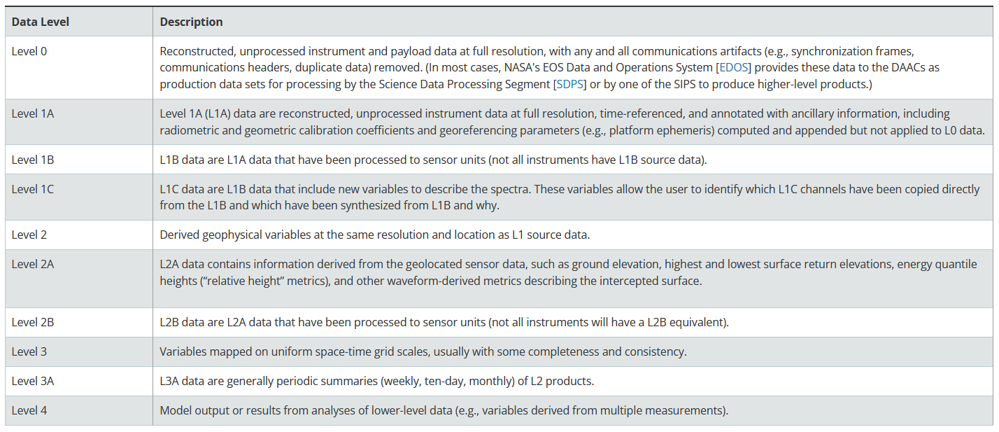 Data Level
Description
Level 0
Reconstructed, unprocessed instrument and payload data at full resolution, with any and all communications artifacts (e.g., synchronization frames,
communications headers, duplicate data) removed. (In most cases, NASA's EOS Data and Operations System [EDOS] provides these data to the DAACs as
production data sets for processing by the Science Data Processing Segment [SDPS] or by one of the SIPS to produce higher-level products.)
Level 1A
Level 1A (L1A) data are reconstructed, unprocessed instrument data at full resolution, time-referenced, and annotated with ancillary information, including
radiometric and geometric calibration coefficients and georeferencing parameters (e.g., platform ephemeris) computed and appended but not applied to L0 data.
Level 1B
L1B data are L1A data that have been processed to sensor units (not all instruments have L1B source data).
Level 1C
L1C data are L1B data that include new variables to describe the spectra. These variables allow the user to identify which L1C channels have been copied directly
from the L1B and which have been synthesized from L1B and why.
Level 2
Derived geophysical variables at the same resolution and location as L1 source data.
Level 2A
L2A data contains information derived from the geolocated sensor data, such as ground elevation, highest and lowest surface return elevations, energy quantile
heights (“relative height” metrics), and other waveform-derived metrics describing the intercepted surface.
Level 2B
L2B data are L2A data that have been processed to sensor units (not all instruments will have a L2B equivalent).
Level 3
Variables mapped on uniform space-time grid scales, usually with some completeness and consistency.
Level 3A
L3A data are generally periodic summaries (weekly, ten-day, monthly) of L2 products.
Level 4
Model output or results from analyses of lower-level data (e.g., variables derived from multiple measurements).